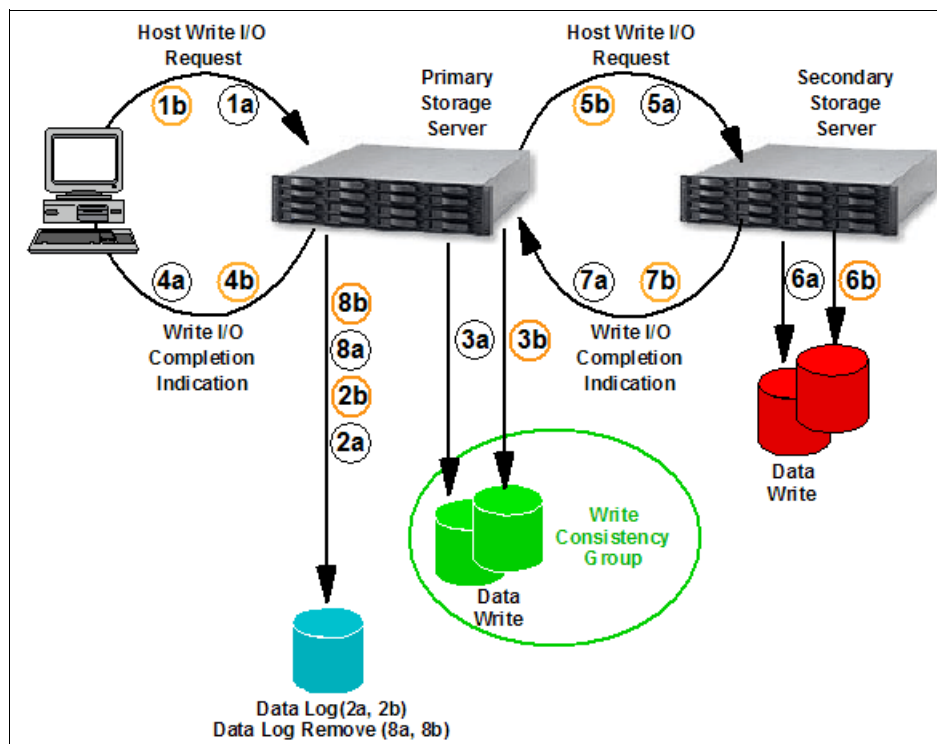 Host Write I/O
Request
1b
1a
Primary
Storage
Server
Host Write I/O
Request
5b
5a
Secondary
Storage
Server
4a
4b
Write I/O
Completion
Indication
8b
8a
2b
2a
3a
3b
7a
7b
Write I/O
Completion
Indication
6a
6b
Data
Write
Write
Consistency
Group
Data
Write
Data Log(2a, 2b)
Data Log Remove (8a, 8b)